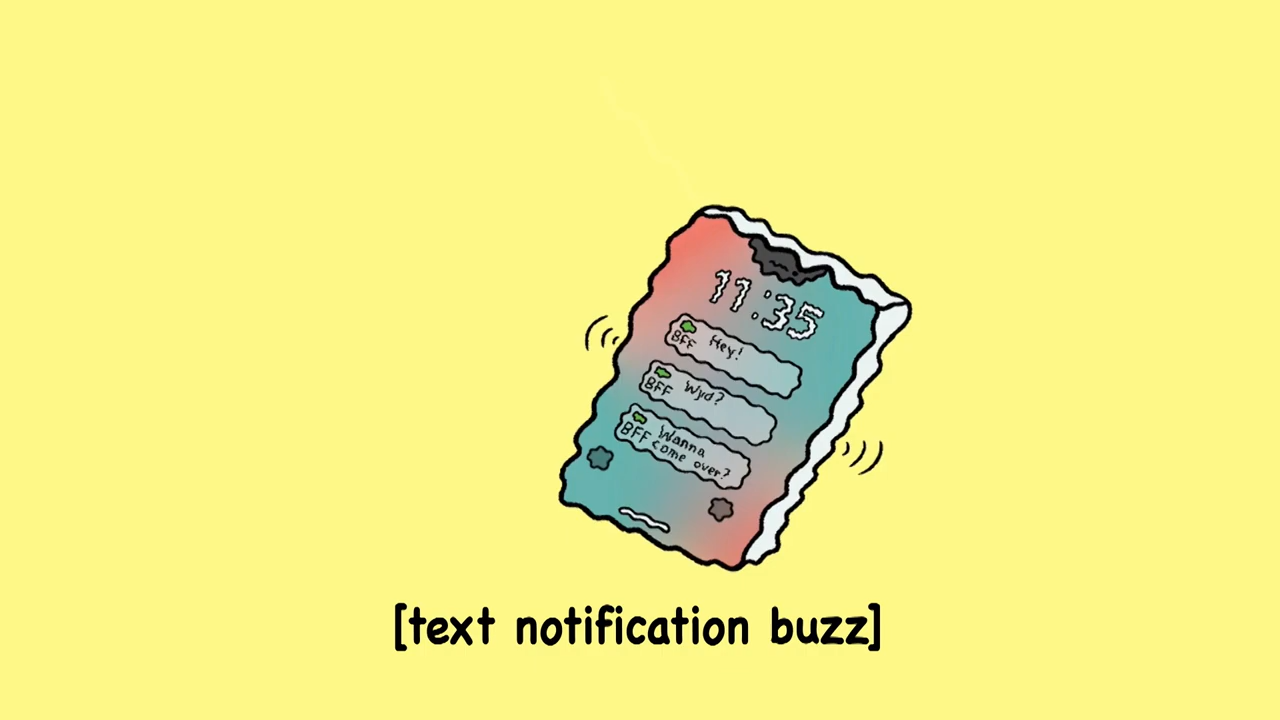 11:35
BFF Hey!
BFF Wyd?
BFF Wanna
come over?
[text notification buzz]